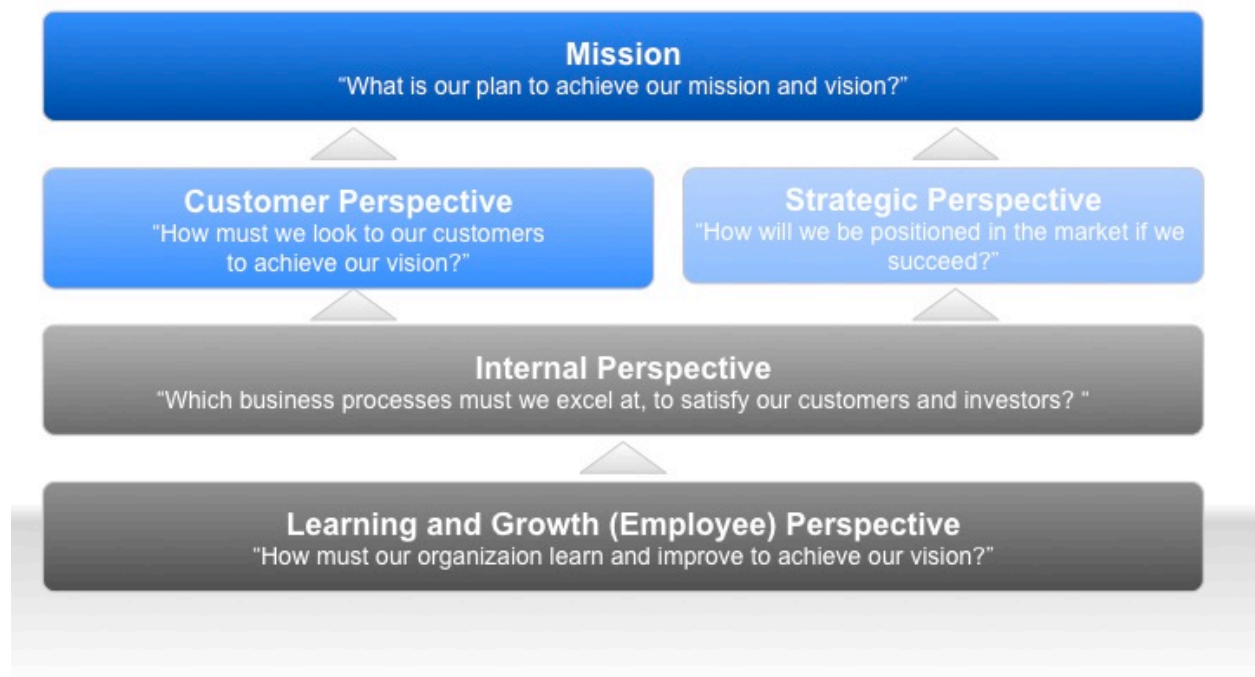 Mission
“What is our plan to achieve our mission and vision?”
Customer Perspective
“How must we look to our customers
to achieve our vision?”
Strategic Perspective
“How will we be positioned in the market if we
succeed?”
Internal Perspective
“Which business processes must we excel at, to satisfy our customers and investors? “
Learning and Growth (Employee) Perspective
“How must our organizaion learn and improve to achieve our vision?”